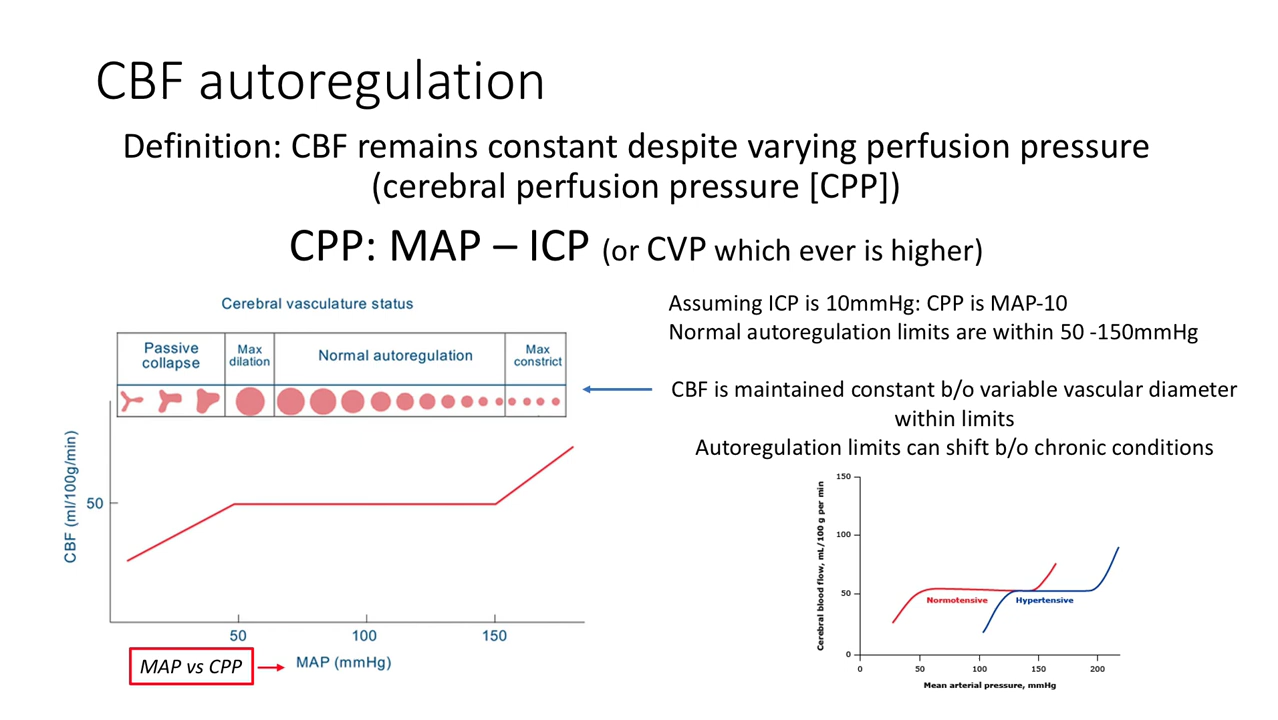 CBF autoregulation
Definition: CBF remains constant despite varying perfusion pressure
(cerebral perfusion pressure [CPP])
CPP: MAP – ICP (or CVP which ever is higher)
Cerebral vasculature status
Passive
collapse
Max
dilation
Normal autoregulation
Max
constrict
CBF (ml/100g/min)
50
50
100
150
MAP vs CPP
MAP (mmHg)
Assuming ICP is 10mmHg: CPP is MAP-10
Normal autoregulation limits are within 50 -150mmHg
CBF is maintained constant b/o variable vascular diameter
within limits
Autoregulation limits can shift b/o chronic conditions
Cerebral blood flow, mL/100 g per min
150
100
50
0
Normotensive
Hypertensive
0
50
100
150
200
Mean arterial pressure, mmHg